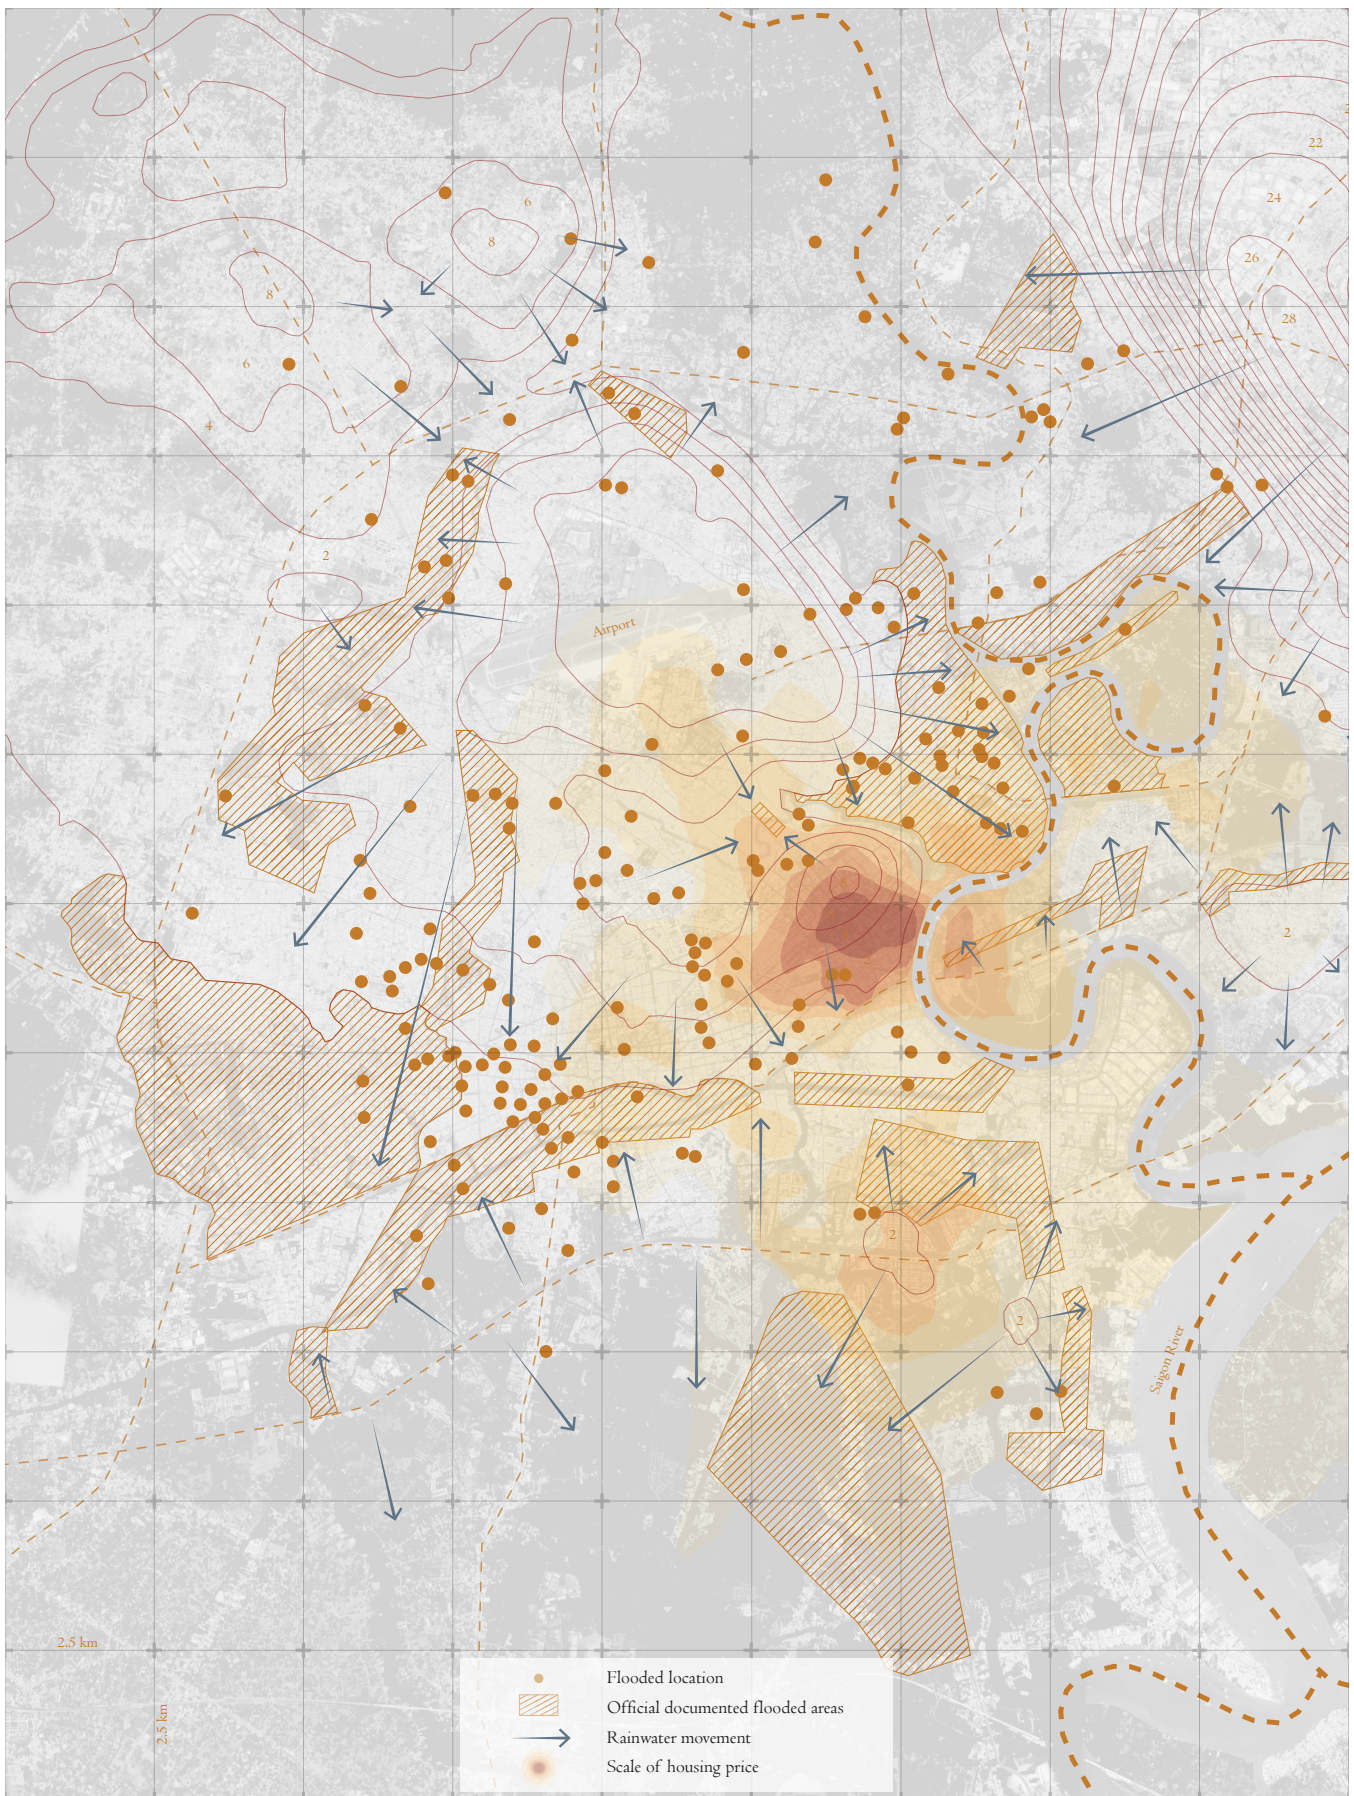 22
24
6
8
26
8
28
6
4
2
Airport
2
2
2
Saigon River
2.5 km
2.5 km
Flooded location
Official documented flooded areas
Rainwater movement
Scale of housing price